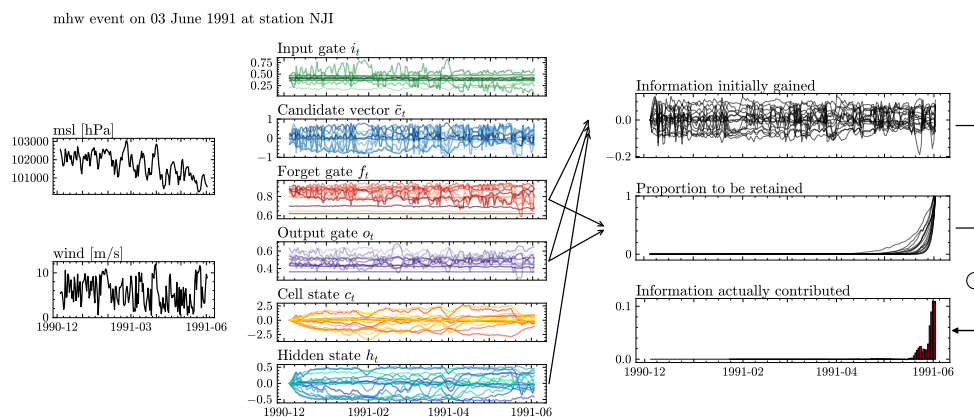 mhw event on 03 June 1991 at station NJI
msl [hPa]
103000
102000
101000
wind [m/s]
10
0
1990-12 1991-03 1991-06
Input gate i_t
0.75
0.50
0.25
Candidate vector c̃_t
1
0
−1
Forget gate f_t
0.8
0.6
Output gate o_t
0.6
0.4
Cell state c_t
2.5
0.0
−2.5
Hidden state h_t
0.5
0.0
−0.5
1990-12 1991-02 1991-04 1991-06
Information initially gained
0.0
−0.2
Proportion to be retained
1
0
Information actually contributed
0.1
0.0
1990-12 1991-02 1991-04 1991-06